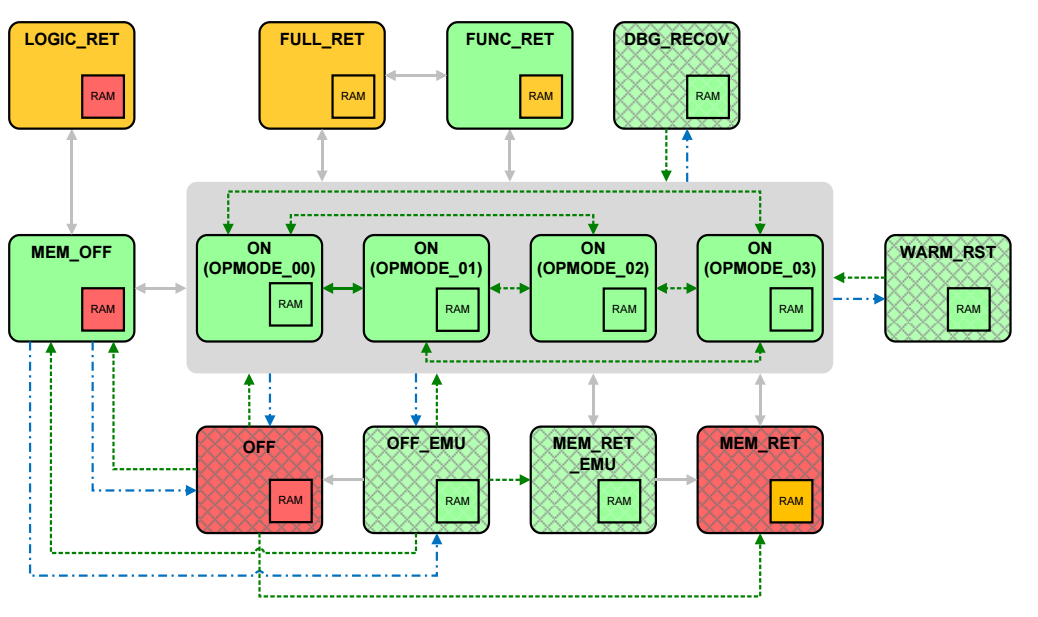 LOGIC_RET
RAM
FULL_RET
RAM
FUNC_RET
RAM
DBG_RECOV
RAM
MEM_OFF
RAM
ON
(OPMODE_00)
RAM
ON
(OPMODE_01)
RAM
ON
(OPMODE_02)
RAM
ON
(OPMODE_03)
RAM
WARM_RST
RAM
OFF
RAM
OFF_EMU
RAM
MEM_RET
_EMU
RAM
MEM_RET
RAM